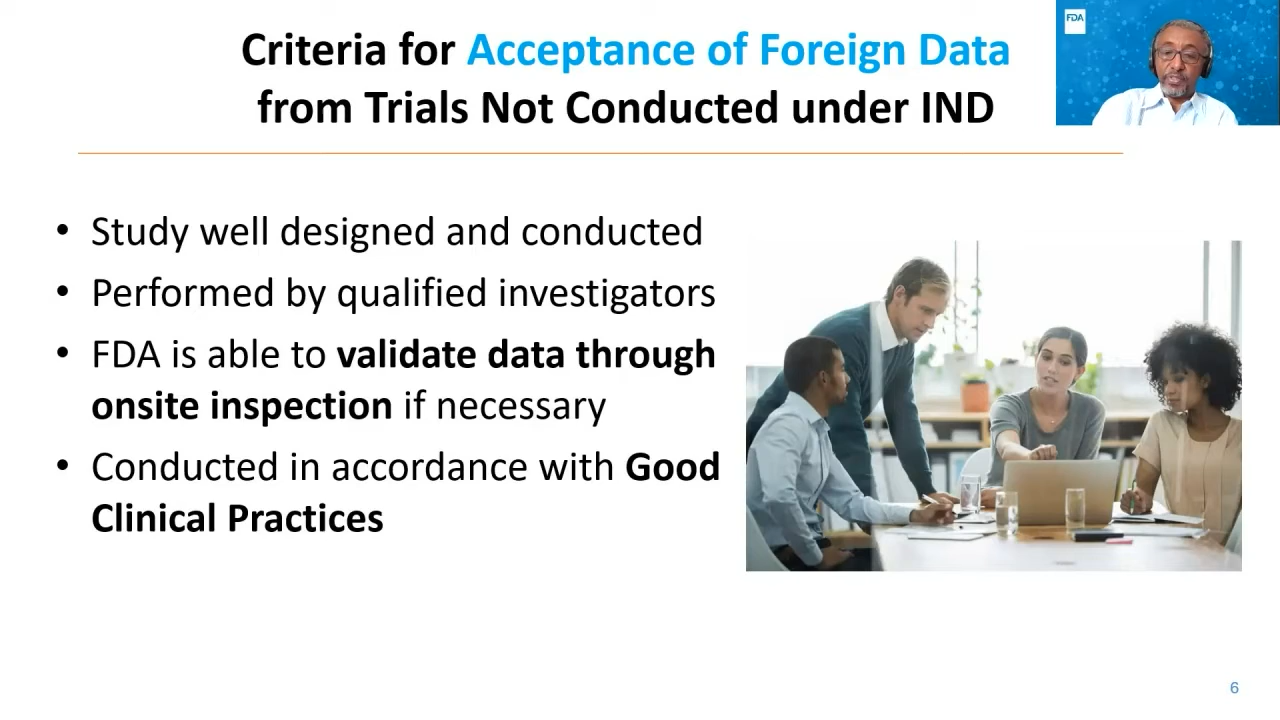 Criteria for Acceptance of Foreign Data
from Trials Not Conducted under IND
FDA
• Study well designed and conducted
• Performed by qualified investigators
• FDA is able to validate data through
onsite inspection if necessary
• Conducted in accordance with Good
Clinical Practices
6